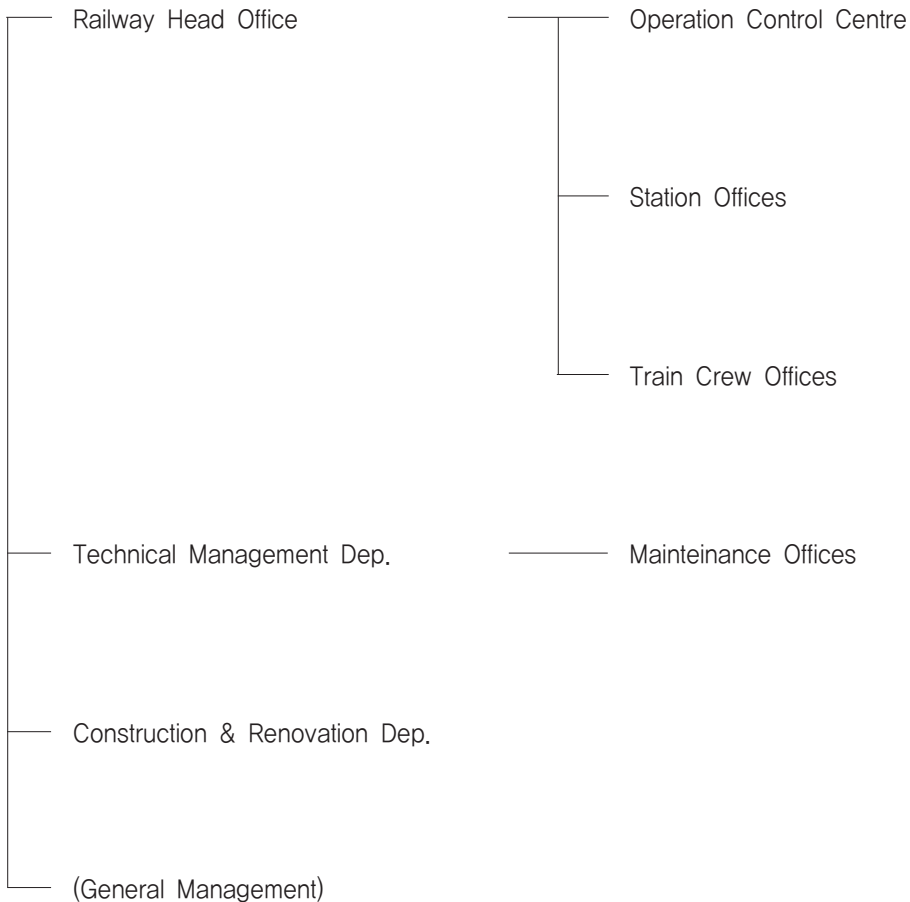 Railway Head Office
Operation Control Centre
Station Offices
Train Crew Offices
Technical Management Dep.
Mainteinance Offices
Construction & Renovation Dep.
(General Management)